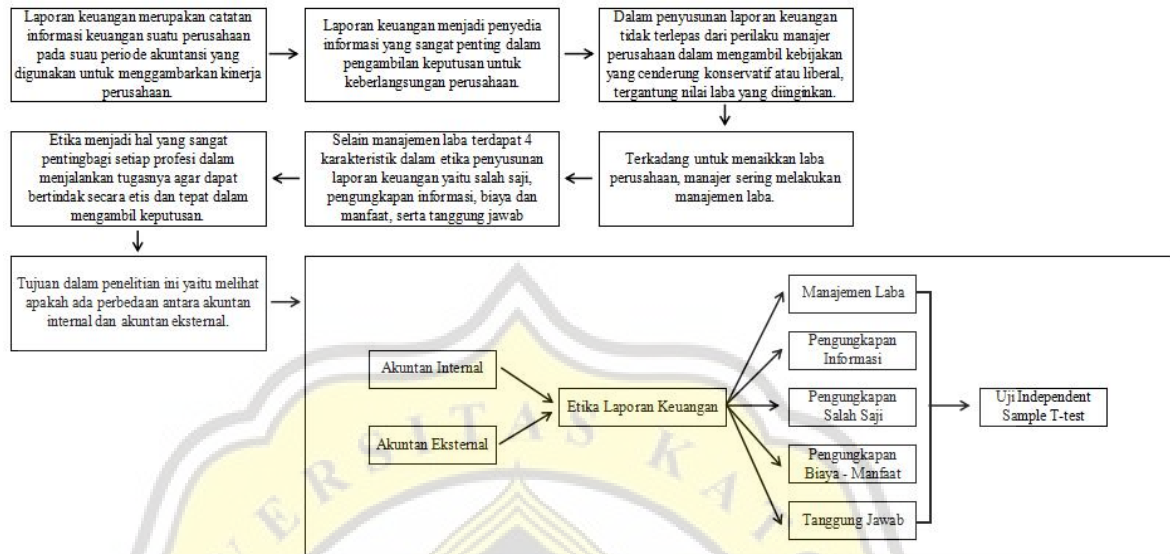 Laporan keuangan merupakan catatan
informasi keuangan suatu perusahaan
pada suau periode akuntansi yang
digunakan untuk menggambarkan kinerja
perusahaan.
Laporan keuangan menjadi penyedia
informasi yang sangat penting dalam
pengambilan keputusan untuk
keberlangsungan perusahaan.
Dalam penyusunan laporan keuangan
tidak terlepas dari perilaku manajer
perusahaan dalam mengambil kebijakan
yang cenderung konservatif atau liberal,
tergantung nilai laba yang diinginkan.
Terkadang untuk menaikkan laba
perusahaan, manajer sering melakukan
manajemen laba.
Selain manajemen laba terdapat 4
karakteristik dalam etika penyusunan
laporan keuangan yaitu salah saji,
pengungkapan informasi, biaya dan
manfaat, serta tanggung jawab
Etika menjadi hal yang sangat
pentingbagi setiap profesi dalam
menjalankan tugasnya agar dapat
bertindak secara etis dan tepat dalam
mengambil keputusan.
Tujuan dalam penelitian ini yaitu melihat
apakah ada perbedaan antara akuntan
internal dan akuntan eksternal.
Akuntan Internal
Akuntan Eksternal
Etika Laporan Keuangan
Manajemen Laba
Pengungkapan
Informasi
Pengungkapan
Salah Saji
Pengungkapan
Biaya - Manfaat
Tanggung Jawab
Uji Independent
Sample T-test
VERSITAS KATO